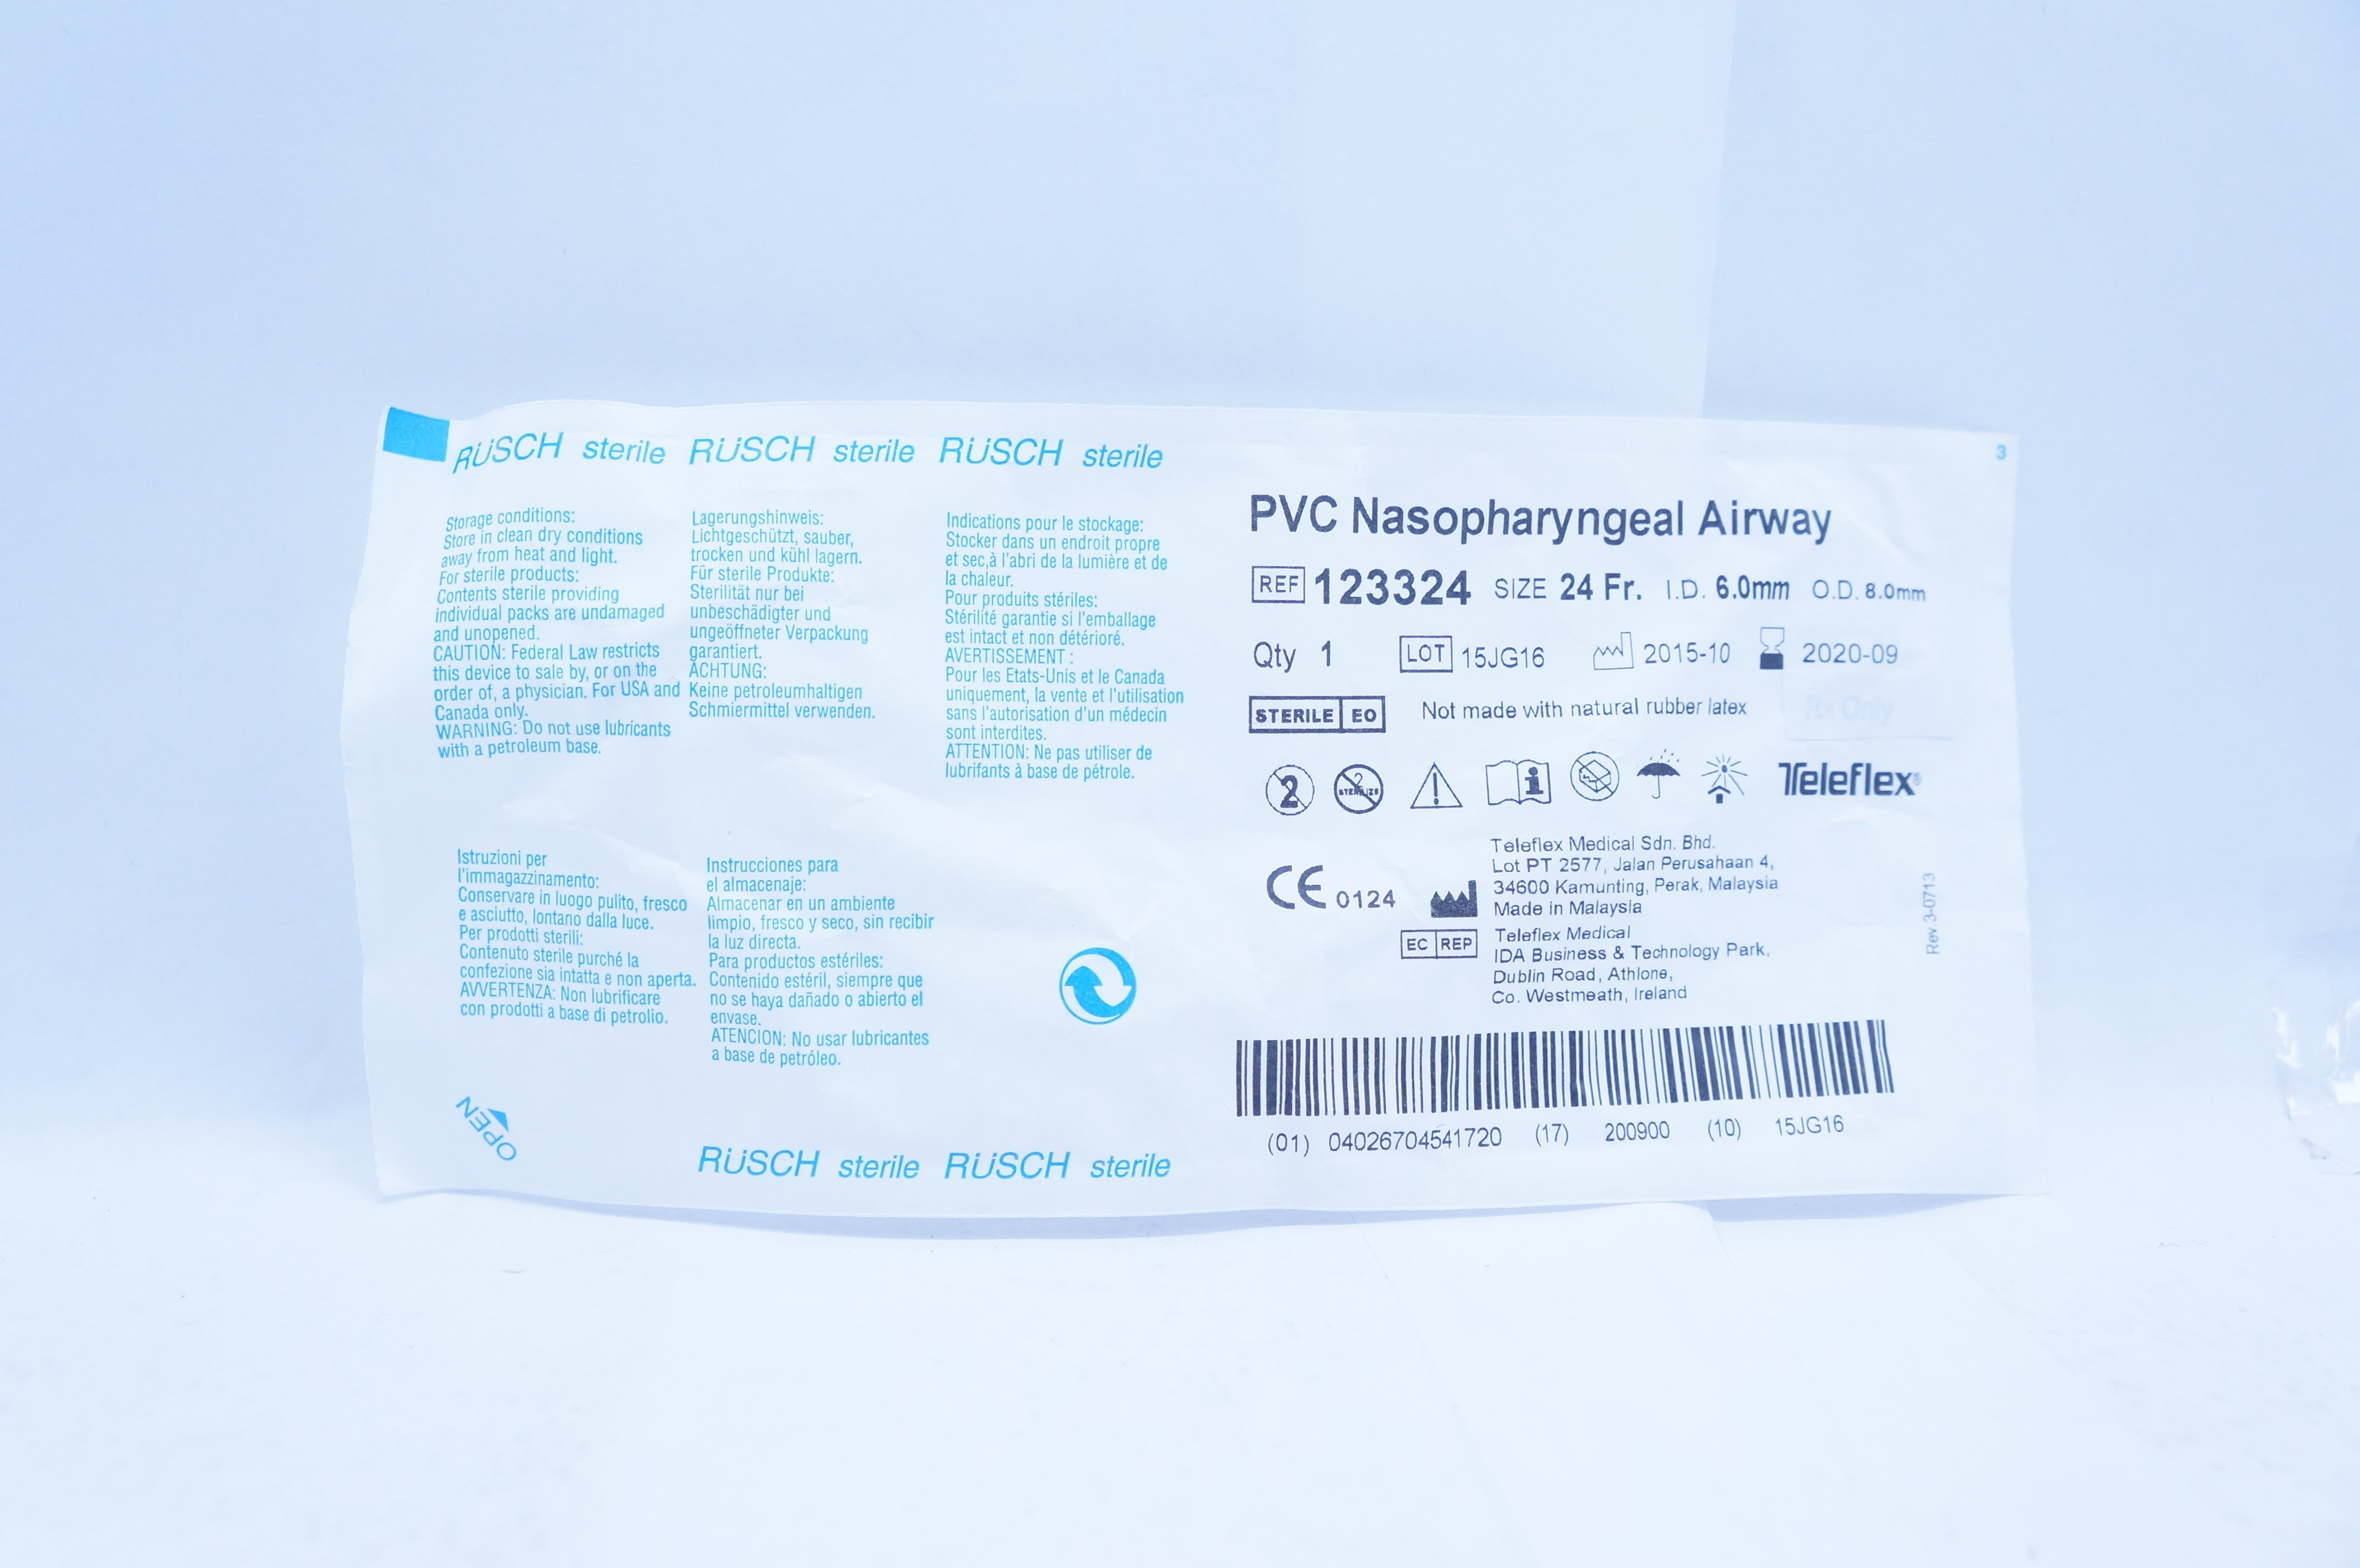 RÜSCH sterile RÜSCH sterile RÜSCH sterile
3
Storage conditions:
Store in clean dry conditions
away from heat and light.
For sterile products:
Contents sterile providing
individual packs are undamaged
and unopened.
CAUTION: Federal Law restricts
this device to sale by, or on the
order of, a physician. For USA and
Canada only.
WARNING: Do not use lubricants
with a petroleum base.
Lagerungshinweis:
Lichtgeschützt, sauber,
trocken und kühl lagern.
Für sterile Produkte:
Sterilität nur bei
unbeschädigter und
ungeöffneter Verpackung
garantiert.
ACHTUNG:
Keine petroleumhaltigen
Schmiermittel verwenden.
Indications pour le stockage:
Stocker dans un endroit propre
et sec,à l'abri de la lumière et de
la chaleur.
Pour produits stériles:
Stérilité garantie si l'emballage
est intact et non détérioré.
AVERTISSEMENT :
Pour les Etats-Unis et le Canada
uniquement, la vente et l'utilisation
sans l'autorisation d'un médecin
sont interdites.
ATTENTION: Ne pas utiliser de
lubrifants à base de pétrole.
Istruzioni per
l'immagazzinamento:
Conservare in luogo pulito, fresco
e asciutto, lontano dalla luce.
Per prodotti sterili:
Contenuto sterile purché la
confezione sia intatta e non aperta.
AVVERTENZA: Non lubrificare
con prodotti a base di petrolio.
Instrucciones para
el almacenaje:
Almacenar en un ambiente
limpio, fresco y seco, sin recibir
la luz directa.
Para productos estériles:
Contenido estéril, siempre que
no se haya dañado o abierto el
envase.
ATENCION: No usar lubricantes
a base de petróleo.
OPEN
RÜSCH sterile RÜSCH sterile
PVC Nasopharyngeal Airway
REF 123324 SIZE 24 Fr. I.D. 6.0mm O.D. 8.0mm
Qty 1 LOT 15JG16 2015-10 2020-09
STERILE EO Not made with natural rubber latex Rx Only
2 2 STERILIZE Teleflex®
CE 0124
Teleflex Medical Sdn. Bhd.
Lot PT 2577, Jalan Perusahaan 4,
34600 Kamunting, Perak, Malaysia
Made in Malaysia
EC REP Teleflex Medical
IDA Business & Technology Park,
Dublin Road, Athlone,
Co. Westmeath, Ireland
Rev 3-0713
(01) 04026704541720 (17) 200900 (10) 15JG16